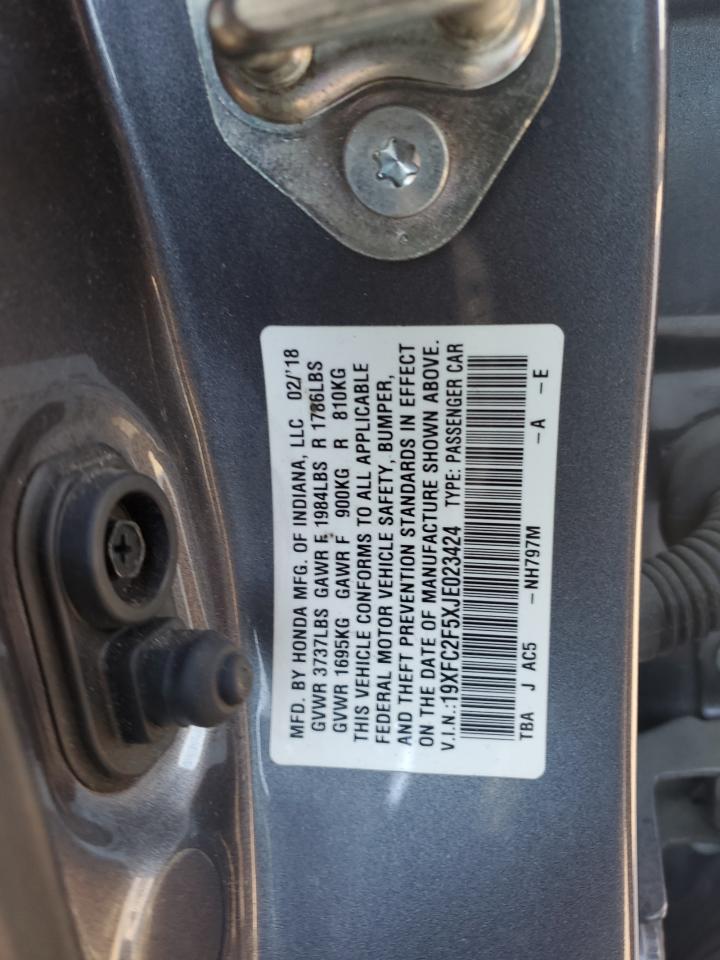 MFD. BY HONDA MFG. OF INDIANA, LLC 02/'18
GVWR 3737LBS GAWR F 1984LBS R 1786LBS
GVWR 1695KG GAWR F 900KG R 810KG
THIS VEHICLE CONFORMS TO ALL APPLICABLE
FEDERAL MOTOR VEHICLE SAFETY, BUMPER,
AND THEFT PREVENTION STANDARDS IN EFFECT
ON THE DATE OF MANUFACTURE SHOWN ABOVE.
V.I.N.:19XFC2F5XJE023424 TYPE: PASSENGER CAR
TBA J AC5 -NH797M -A -E